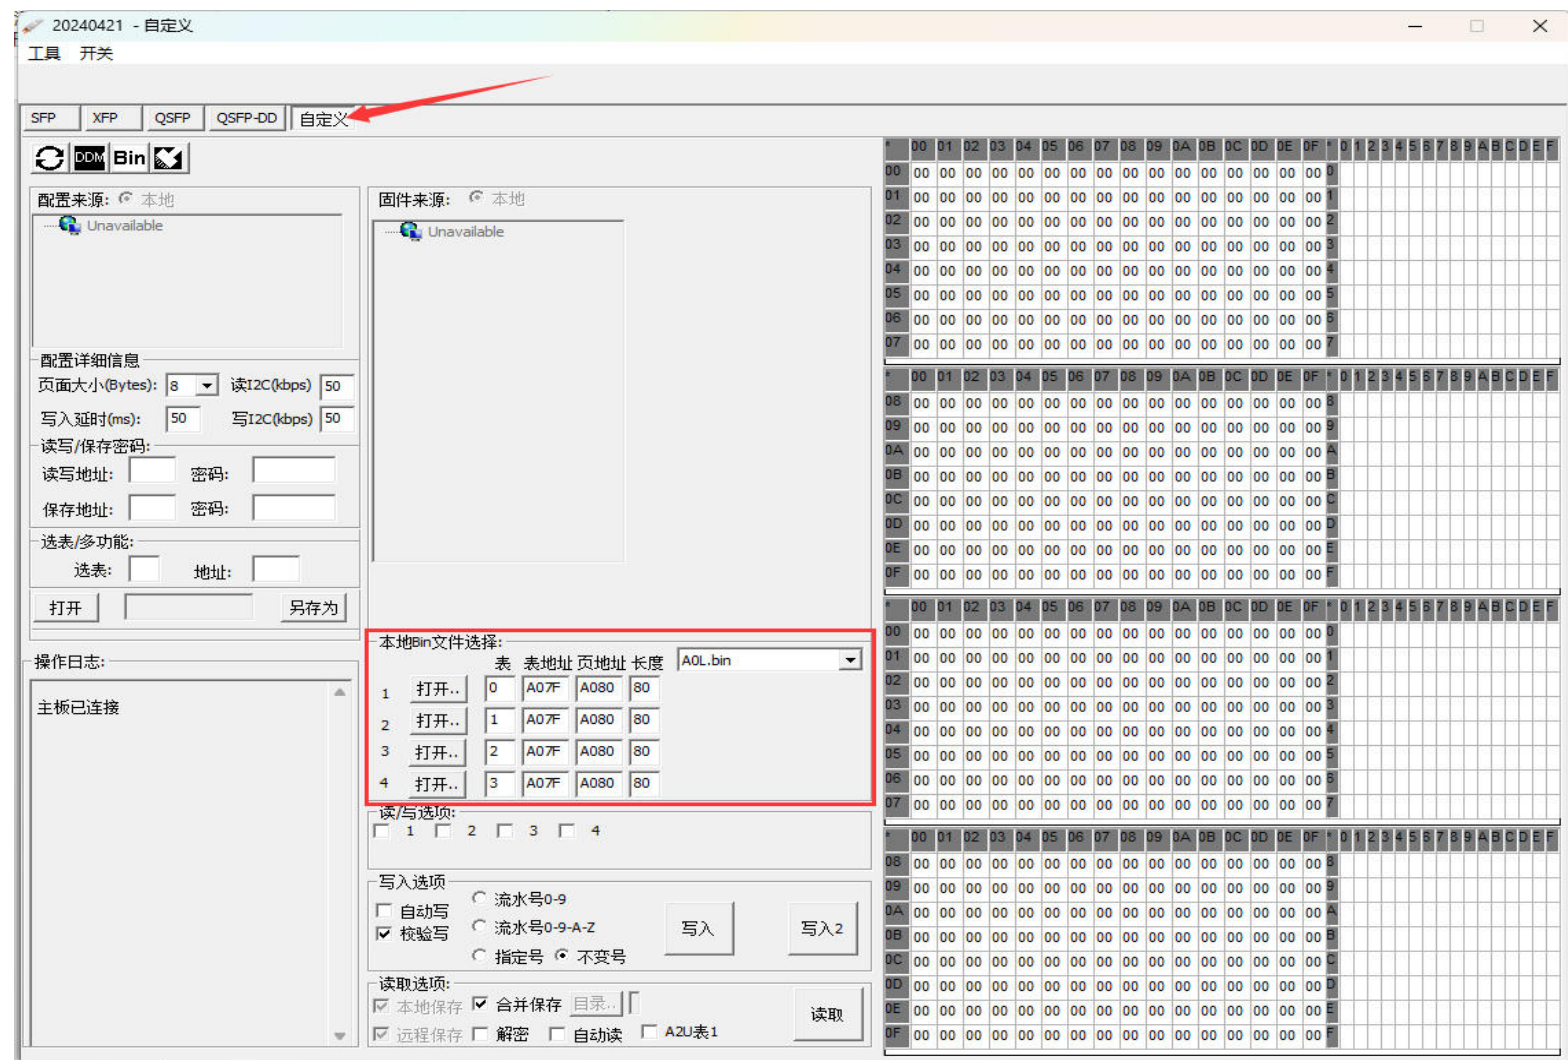 20240421 - 自定义
工具 开关
SFP XFP QSFP QSFP-DD 自定义
DDM Bin
配置来源: 本地
Unavailable
配置详细信息
页面大小(Bytes): 8 读I2C(kbps) 50
写入延时(ms): 50 写I2C(kbps) 50
读写/保存密码:
读写地址: 密码:
保存地址: 密码:
选表/多功能:
选表: 地址:
打开 另存为
操作日志:
主板已连接
固件来源: 本地
Unavailable
本地Bin文件选择:
表 表地址 页地址 长度 A0L.bin
1 打开.. 0 A07F A080 80
2 打开.. 1 A07F A080 80
3 打开.. 2 A07F A080 80
4 打开.. 3 A07F A080 80
读/写选项:
1 2 3 4
写入选项
自动写 校验写
流水号0-9
流水号0-9-A-Z
指定号 不变号
写入 写入2
读取选项:
本地保存 合并保存 目录..
远程保存 解密 自动读 A2U表1
读取
* 00 01 02 03 04 05 06 07 08 09 0A 0B 0C 0D 0E 0F * 0 1 2 3 4 5 6 7 8 9 A B C D E F
00 00 00 00 00 00 00 00 00 00 00 00 00 00 00 00 00 0
01 00 00 00 00 00 00 00 00 00 00 00 00 00 00 00 00 1
02 00 00 00 00 00 00 00 00 00 00 00 00 00 00 00 00 2
03 00 00 00 00 00 00 00 00 00 00 00 00 00 00 00 00 3
04 00 00 00 00 00 00 00 00 00 00 00 00 00 00 00 00 4
05 00 00 00 00 00 00 00 00 00 00 00 00 00 00 00 00 5
06 00 00 00 00 00 00 00 00 00 00 00 00 00 00 00 00 6
07 00 00 00 00 00 00 00 00 00 00 00 00 00 00 00 00 7
* 00 01 02 03 04 05 06 07 08 09 0A 0B 0C 0D 0E 0F * 0 1 2 3 4 5 6 7 8 9 A B C D E F
08 00 00 00 00 00 00 00 00 00 00 00 00 00 00 00 00 8
09 00 00 00 00 00 00 00 00 00 00 00 00 00 00 00 00 9
0A 00 00 00 00 00 00 00 00 00 00 00 00 00 00 00 00 A
0B 00 00 00 00 00 00 00 00 00 00 00 00 00 00 00 00 B
0C 00 00 00 00 00 00 00 00 00 00 00 00 00 00 00 00 C
0D 00 00 00 00 00 00 00 00 00 00 00 00 00 00 00 00 D
0E 00 00 00 00 00 00 00 00 00 00 00 00 00 00 00 00 E
0F 00 00 00 00 00 00 00 00 00 00 00 00 00 00 00 00 F
* 00 01 02 03 04 05 06 07 08 09 0A 0B 0C 0D 0E 0F * 0 1 2 3 4 5 6 7 8 9 A B C D E F
00 00 00 00 00 00 00 00 00 00 00 00 00 00 00 00 00 0
01 00 00 00 00 00 00 00 00 00 00 00 00 00 00 00 00 1
02 00 00 00 00 00 00 00 00 00 00 00 00 00 00 00 00 2
03 00 00 00 00 00 00 00 00 00 00 00 00 00 00 00 00 3
04 00 00 00 00 00 00 00 00 00 00 00 00 00 00 00 00 4
05 00 00 00 00 00 00 00 00 00 00 00 00 00 00 00 00 5
06 00 00 00 00 00 00 00 00 00 00 00 00 00 00 00 00 6
07 00 00 00 00 00 00 00 00 00 00 00 00 00 00 00 00 7
* 00 01 02 03 04 05 06 07 08 09 0A 0B 0C 0D 0E 0F * 0 1 2 3 4 5 6 7 8 9 A B C D E F
08 00 00 00 00 00 00 00 00 00 00 00 00 00 00 00 00 8
09 00 00 00 00 00 00 00 00 00 00 00 00 00 00 00 00 9
0A 00 00 00 00 00 00 00 00 00 00 00 00 00 00 00 00 A
0B 00 00 00 00 00 00 00 00 00 00 00 00 00 00 00 00 B
0C 00 00 00 00 00 00 00 00 00 00 00 00 00 00 00 00 C
0D 00 00 00 00 00 00 00 00 00 00 00 00 00 00 00 00 D
0E 00 00 00 00 00 00 00 00 00 00 00 00 00 00 00 00 E
0F 00 00 00 00 00 00 00 00 00 00 00 00 00 00 00 00 F